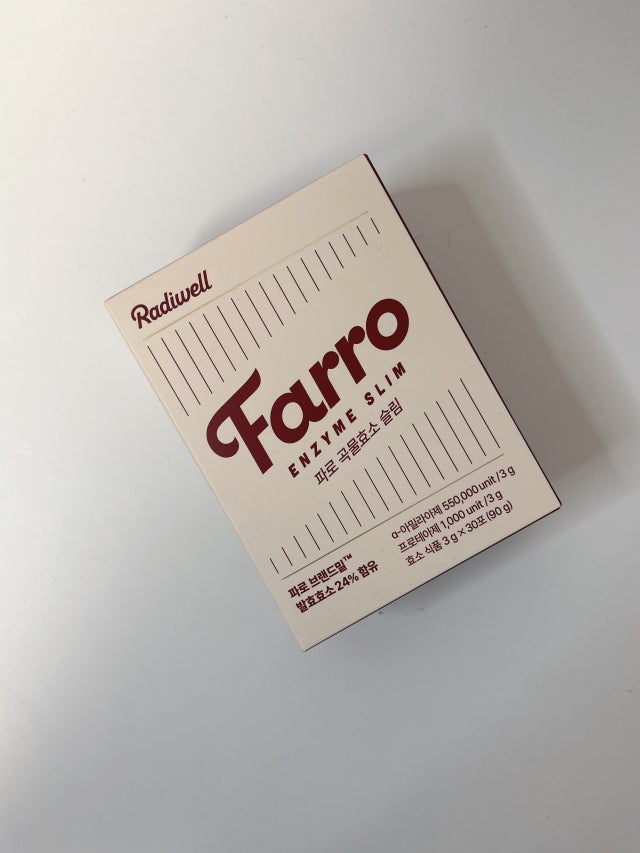 Radiwell
Farro
ENZYME SLIM
파로 곡물효소 슬림
파로 브랜드밀™
발효효소 24% 함유
α-아밀라아제 550,000 unit / 3 g
프로테아제 1,000 unit / 3 g
효소 식품 3 g × 30포 (90 g)